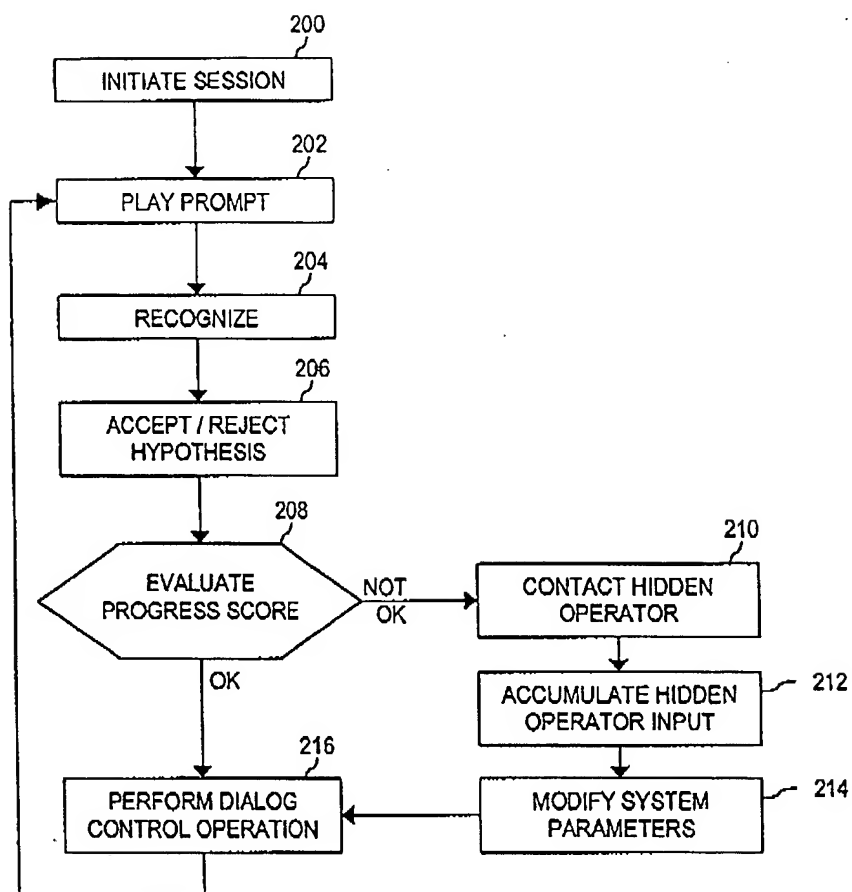 200
INITIATE SESSION
202
PLAY PROMPT
204
RECOGNIZE
206
ACCEPT / REJECT
HYPOTHESIS
208
EVALUATE
PROGRESS SCORE
NOT
OK
OK
210
CONTACT HIDDEN
OPERATOR
212
ACCUMULATE HIDDEN
OPERATOR INPUT
214
MODIFY SYSTEM
PARAMETERS
216
PERFORM DIALOG
CONTROL OPERATION